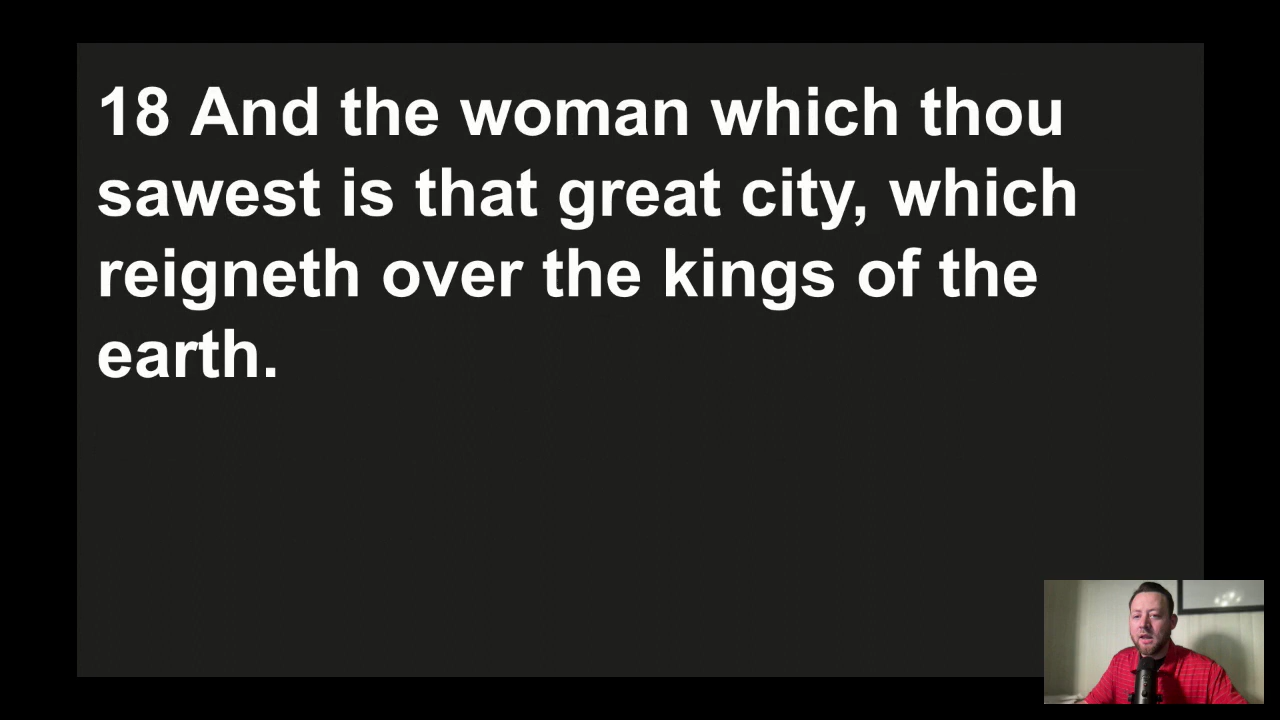 18 And the woman which thou
sawest is that great city, which
reigneth over the kings of the
earth.